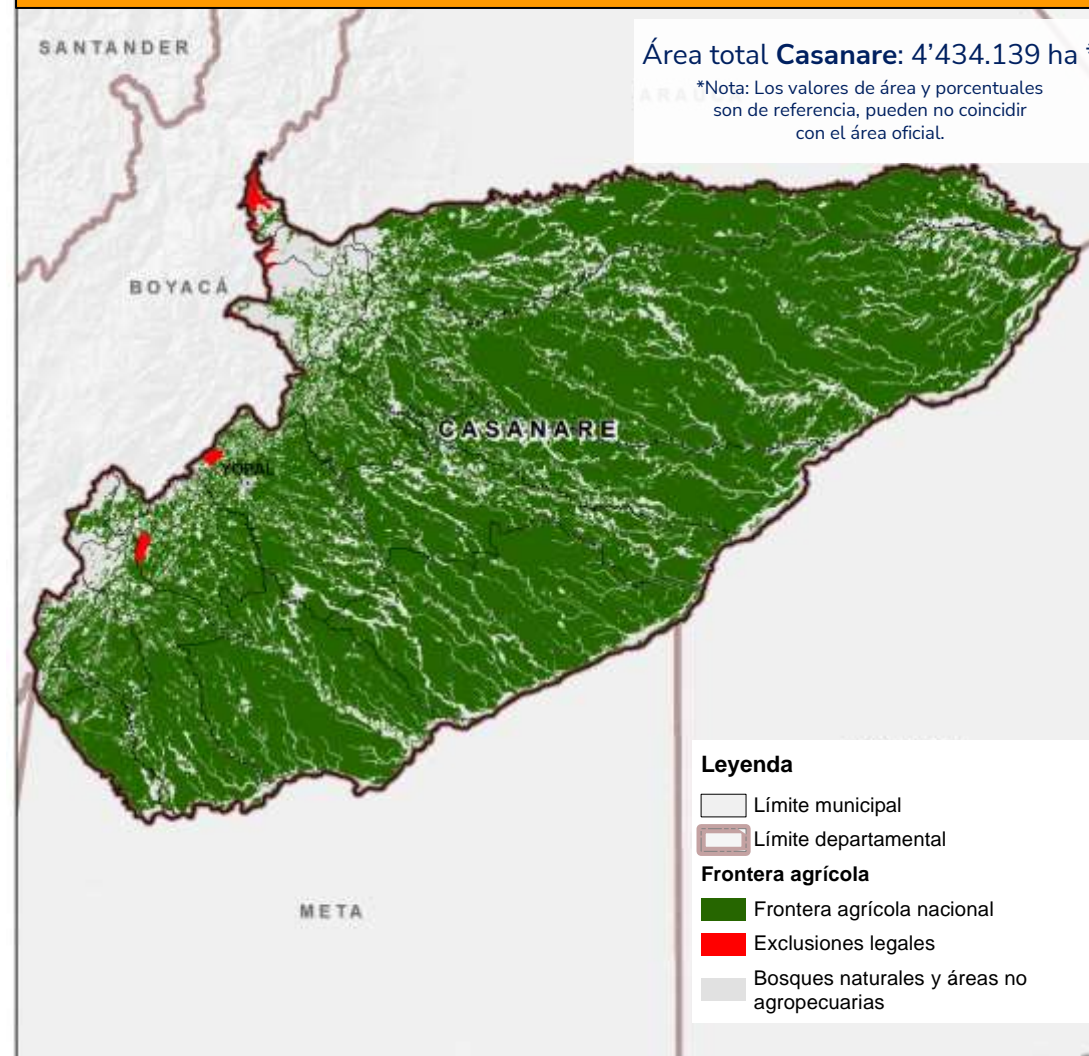 SANTANDER
Área total Casanare: 4’434.139 ha *
*Nota: Los valores de área y porcentuales
son de referencia, pueden no coincidir
con el área oficial.
BOYACÁ
CASANARE
YOPAL
META
Leyenda
Límite municipal
Límite departamental
Frontera agrícola
Frontera agrícola nacional
Exclusiones legales
Bosques naturales y áreas no
agropecuarias